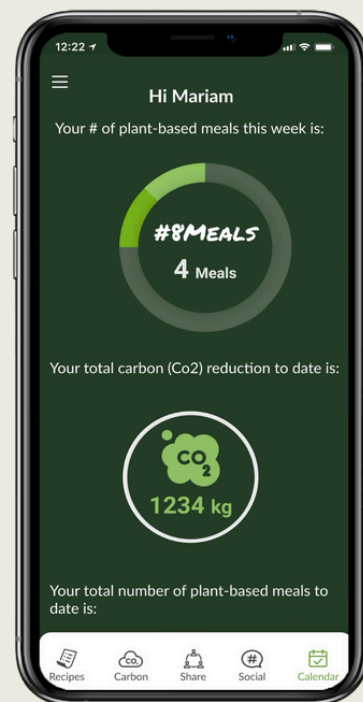 12:22
Hi Mariam
Your # of plant-based meals this week is:
#8MEALS
4 Meals
Your total carbon (Co2) reduction to date is:
CO2
1234 kg
Your total number of plant-based meals to
date is:
CO2
#
Recipes Carbon Share Social Calendar